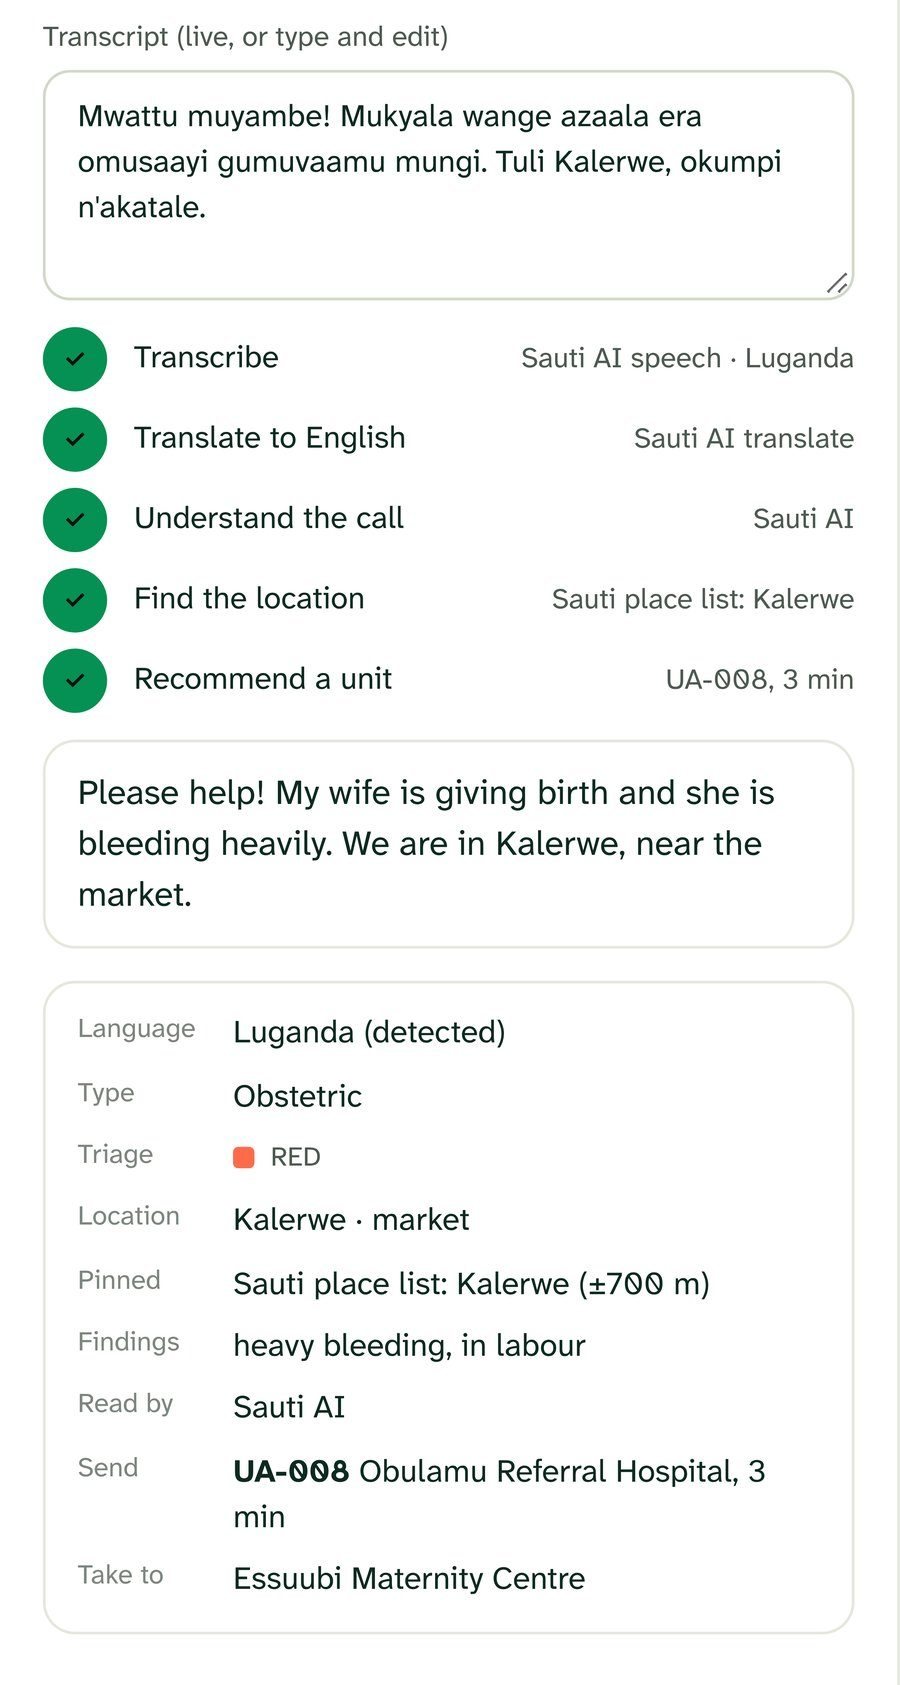 Transcript (live, or type and edit)
Mwattu muyambe! Mukyala wange azaala era
omusaayi gumuvaamu mungi. Tuli Kalerwe, okumpi
n'akatale.
Transcribe Sauti AI speech · Luganda
Translate to English Sauti AI translate
Understand the call Sauti AI
Find the location Sauti place list: Kalerwe
Recommend a unit UA-008, 3 min
Please help! My wife is giving birth and she is
bleeding heavily. We are in Kalerwe, near the
market.
Language Luganda (detected)
Type Obstetric
Triage RED
Location Kalerwe · market
Pinned Sauti place list: Kalerwe (±700 m)
Findings heavy bleeding, in labour
Read by Sauti AI
Send UA-008 Obulamu Referral Hospital, 3
min
Take to Essuubi Maternity Centre